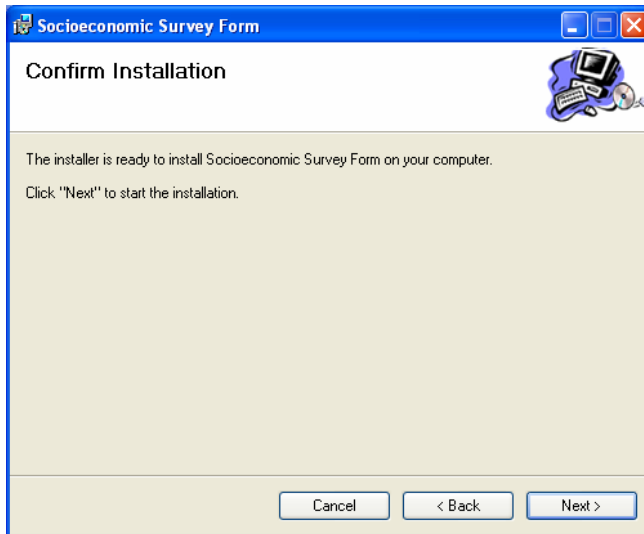 Socioeconomic Survey Form
Confirm Installation
The installer is ready to install Socioeconomic Survey Form on your computer.
Click "Next" to start the installation.
Cancel
< Back
Next >